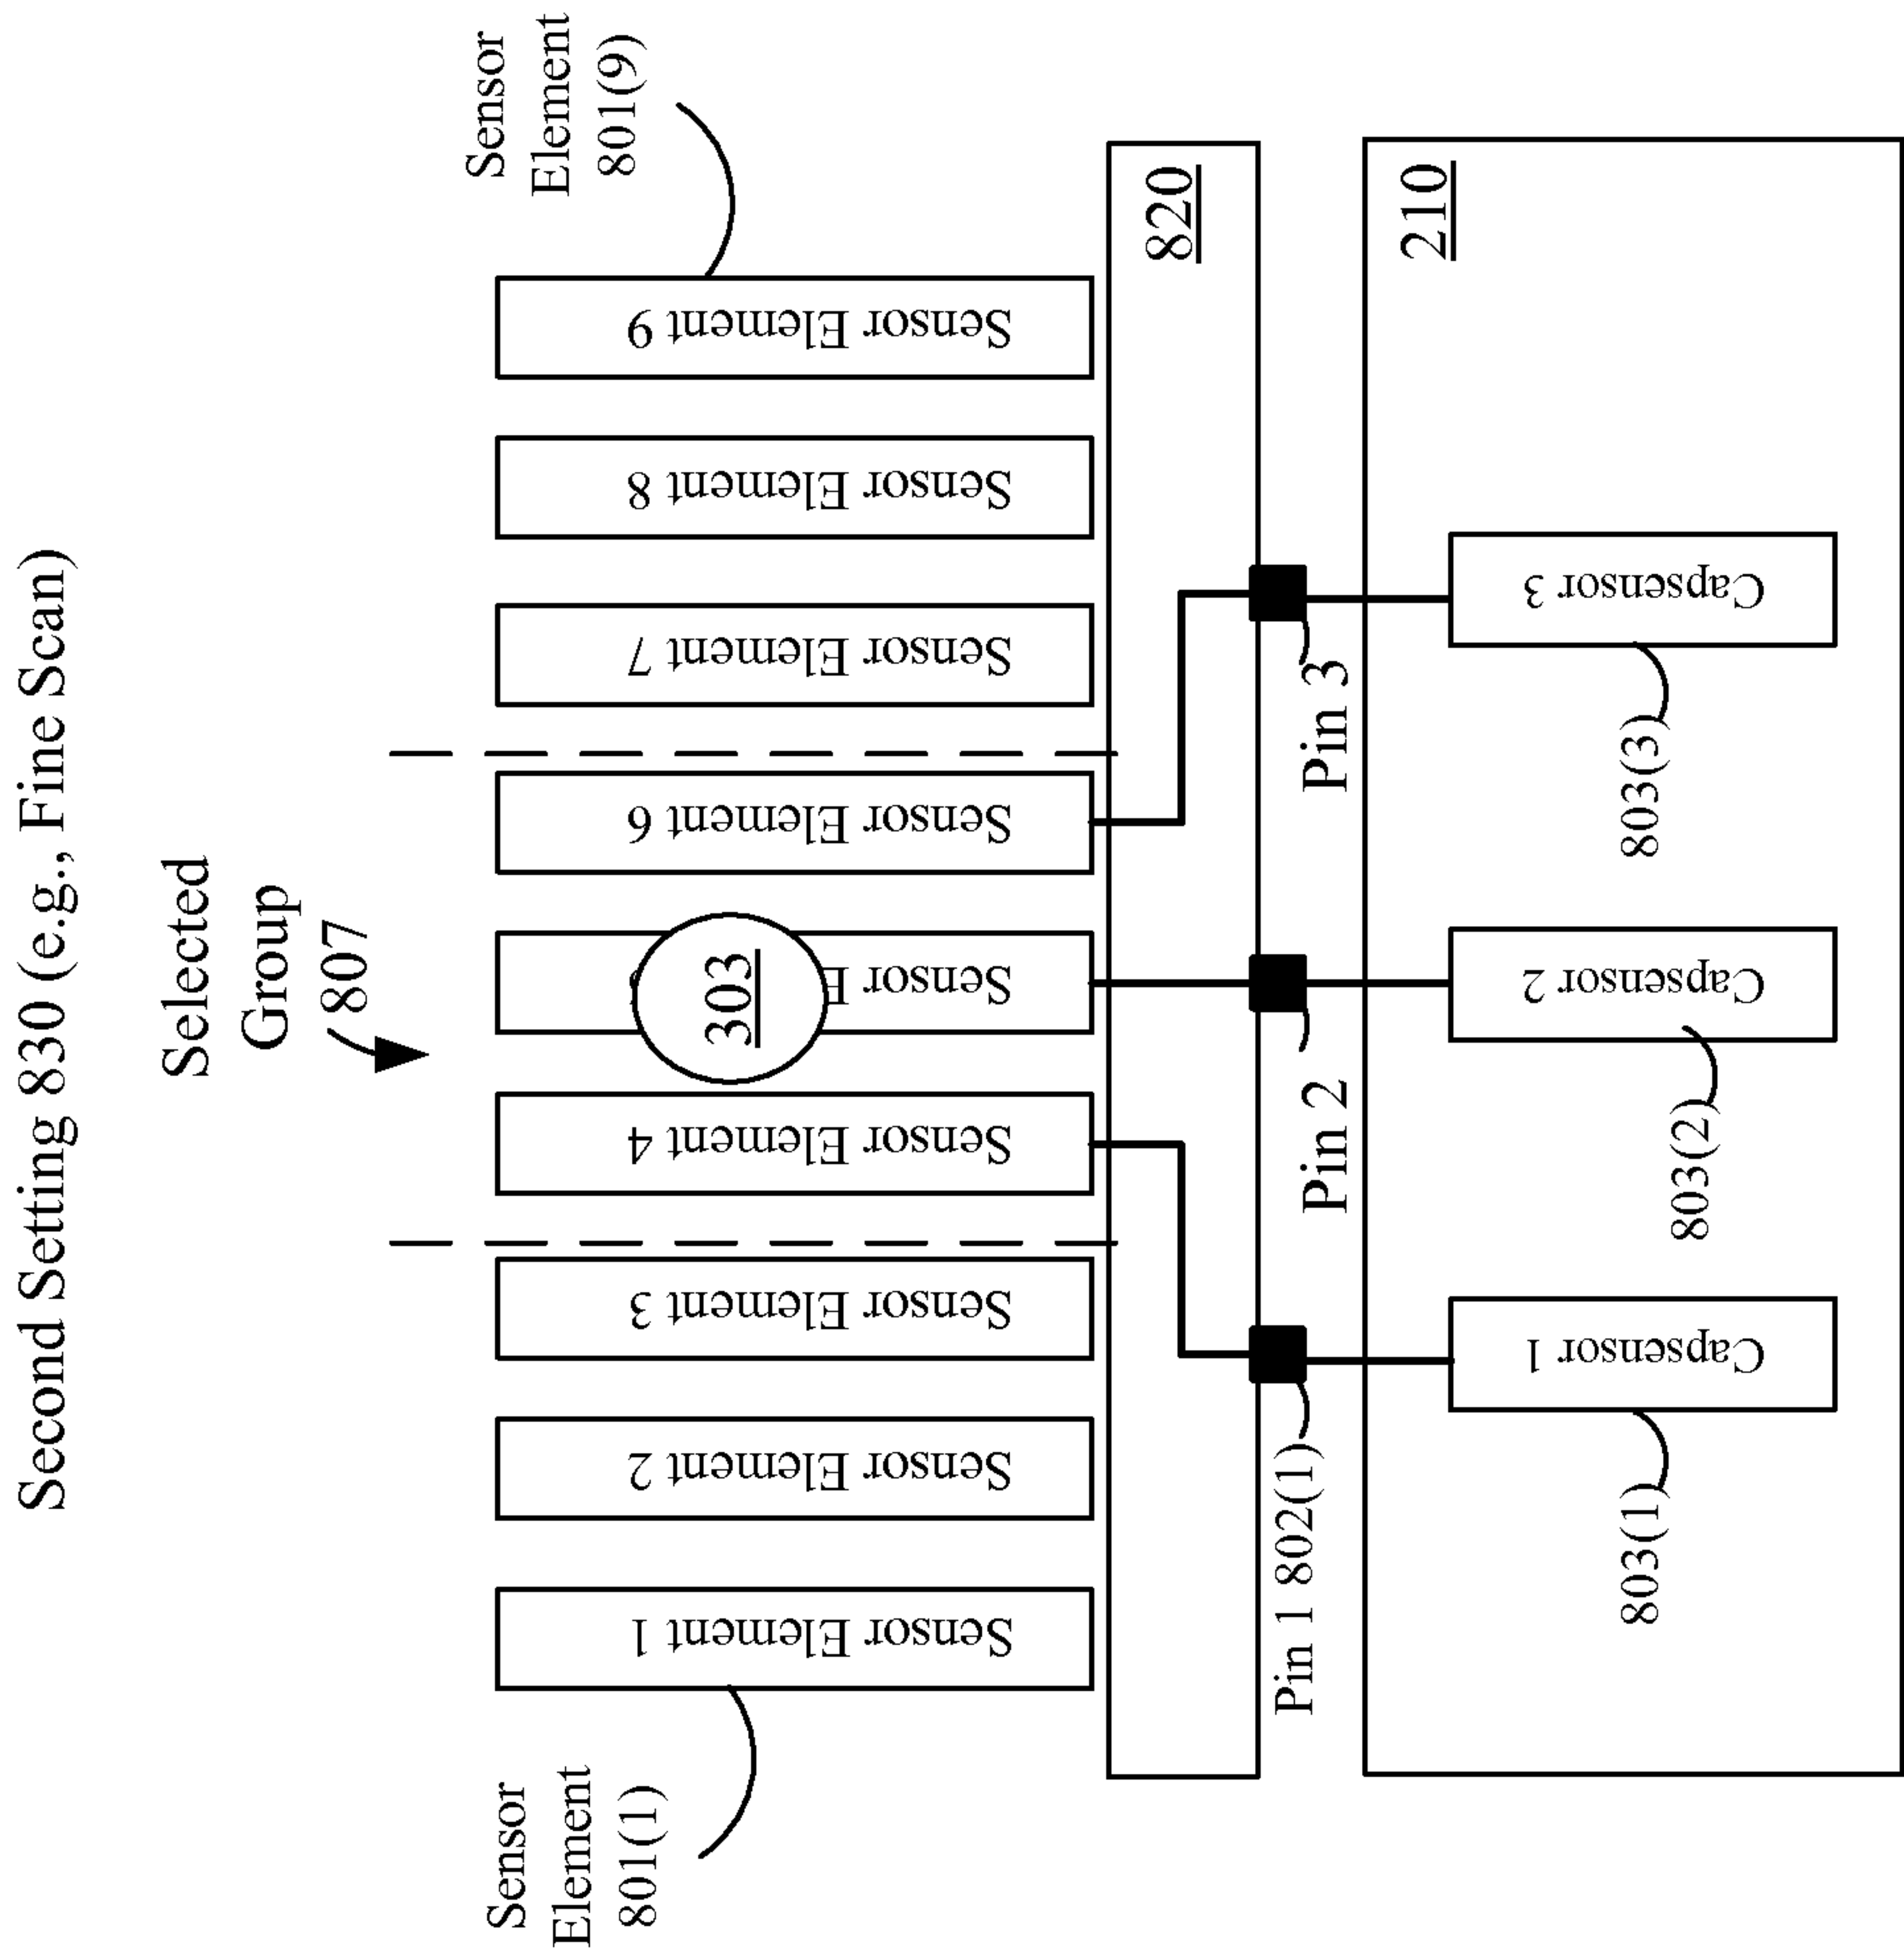 Second Setting 830 (e.g., Fine Scan)
Selected
Group
807
Sensor
Element
801(1)
Sensor
Element
801(9)
Sensor Element 1
Sensor Element 2
Sensor Element 3
Sensor Element 4
Sensor E
303
Sensor Element 6
Sensor Element 7
Sensor Element 8
Sensor Element 9
820
Pin 1 802(1)
Pin 2
Pin 3
210
Capsensor 1
Capsensor 2
Capsensor 3
803(1)
803(2)
803(3)